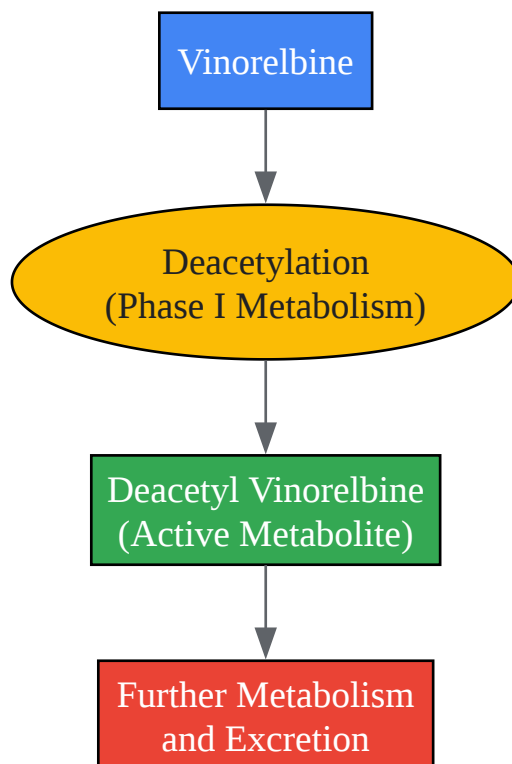 Vinorelbine
Deacetylation
(Phase I Metabolism)
Deacetyl Vinorelbine
(Active Metabolite)
Further Metabolism
and Excretion